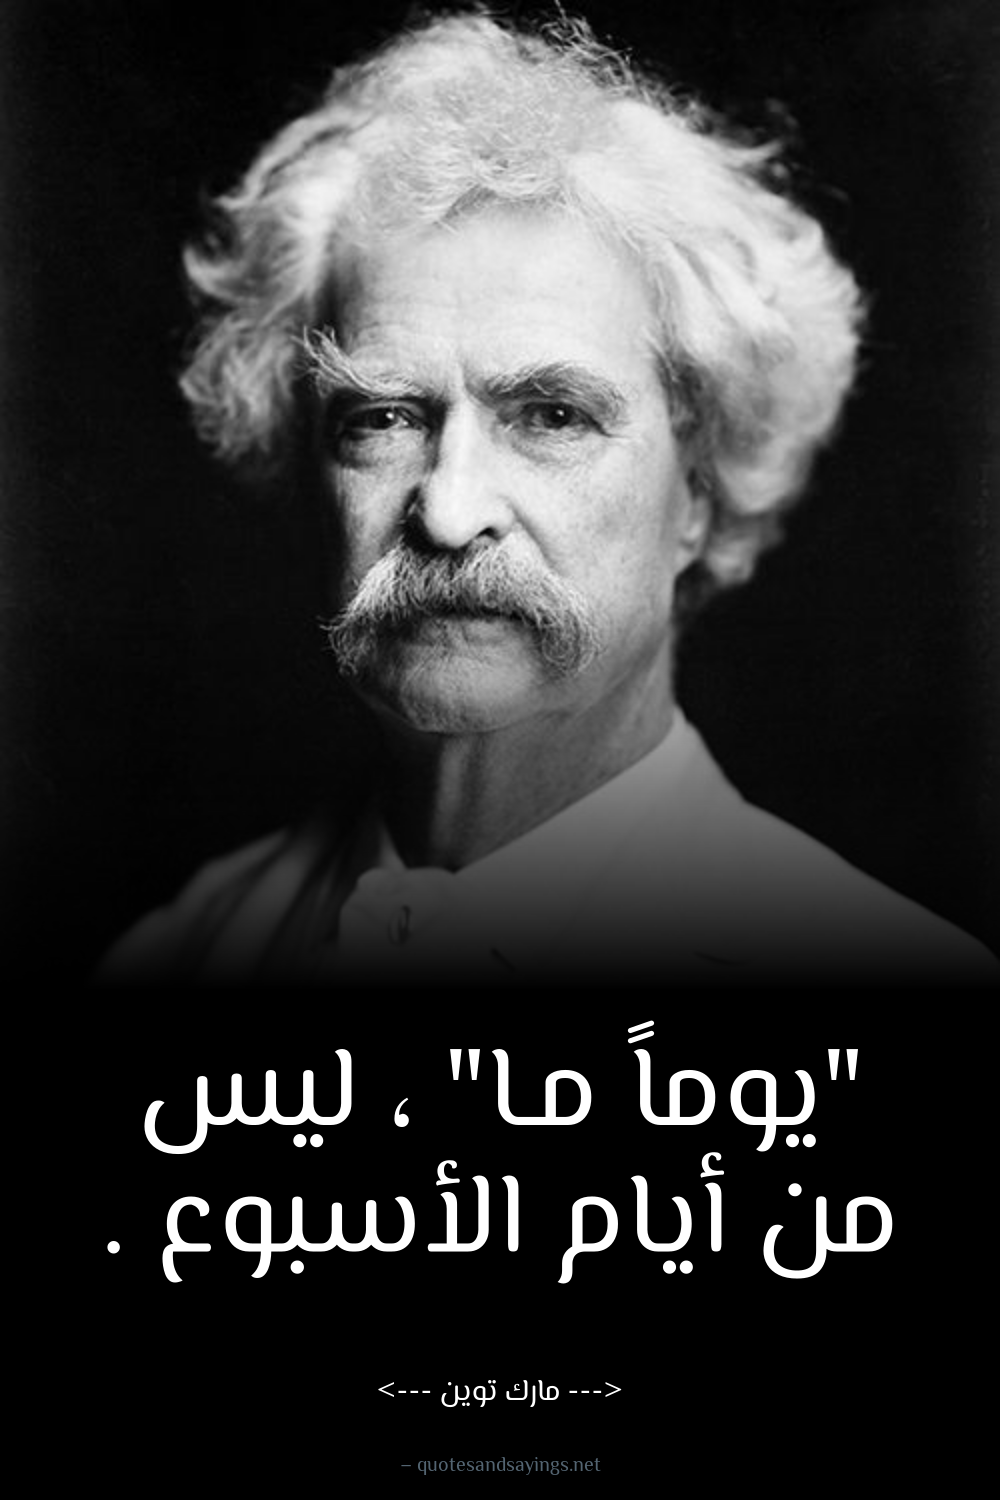 "يوماً ما" ، ليس
من أيام الأسبوع .
<--- مارك توين --->
– quotesandsayings.net